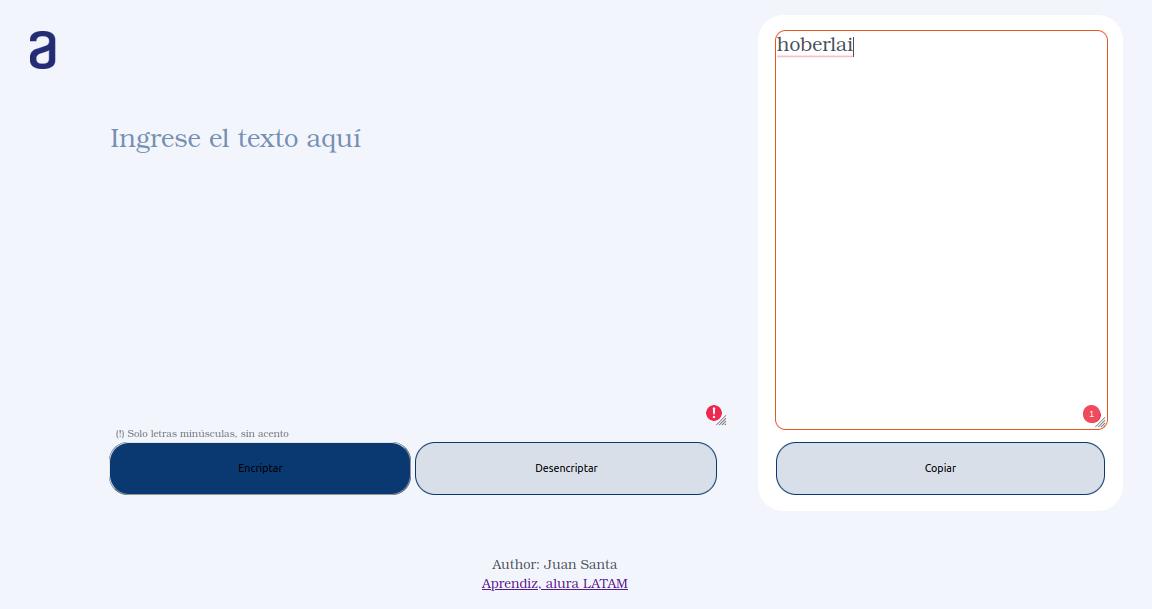 a
Ingrese el texto aquí
(!) Solo letras minúsculas, sin acento
Encriptar
Desencriptar
hoberlai
1
Copiar
Author: Juan Santa
Aprendiz, alura LATAM